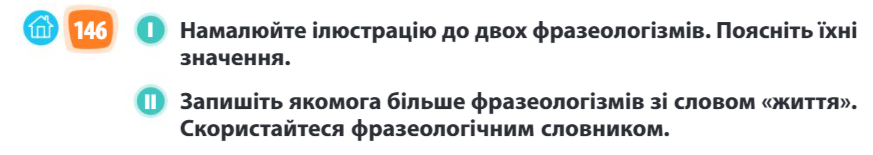 146 I Намалюйте ілюстрацію до двох фразеологізмів. Поясніть їхні
значення.
II Запишіть якомога більше фразеологізмів зі словом «життя».
Скористайтеся фразеологічним словником.